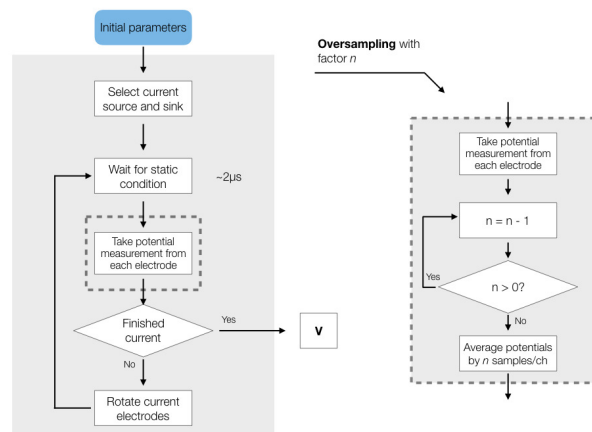 Initial parameters
Select current
source and sink
Wait for static
condition
~2µs
Take potential
measurement from
each electrode
Finished
current
Yes
V
No
Rotate current
electrodes
Oversampling with
factor n
Take potential
measurement from
each electrode
n = n - 1
Yes
n > 0?
No
Average potentials
by n samples/ch